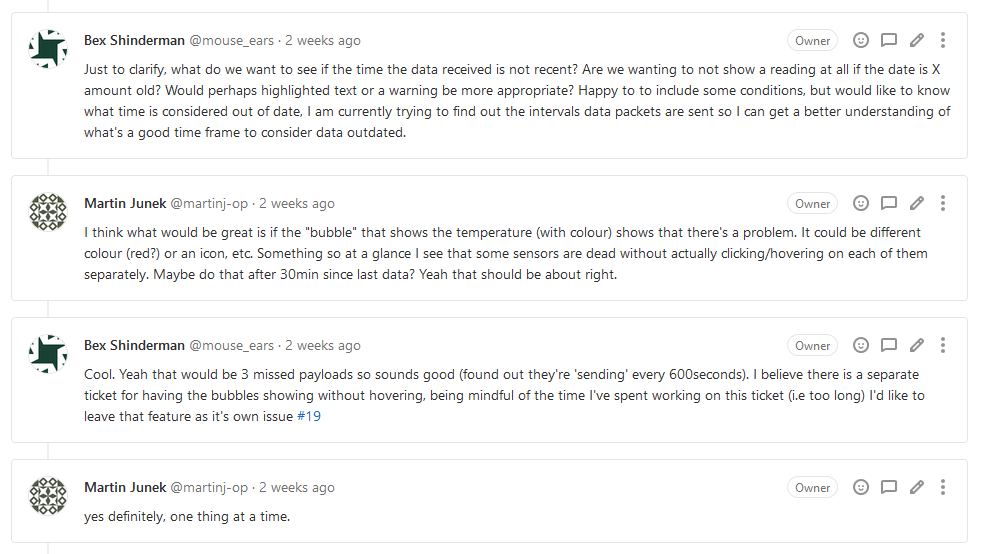 Bex Shinderman @mouse_ears · 2 weeks ago Owner
Just to clarify, what do we want to see if the time the data received is not recent? Are we wanting to not show a reading at all if the date is X
amount old? Would perhaps highlighted text or a warning be more appropriate? Happy to to include some conditions, but would like to know
what time is considered out of date, I am currently trying to find out the intervals data packets are sent so I can get a better understanding of
what's a good time frame to consider data outdated.
Martin Junek @martinj-op · 2 weeks ago Owner
I think what would be great is if the "bubble" that shows the temperature (with colour) shows that there's a problem. It could be different
colour (red?) or an icon, etc. Something so at a glance I see that some sensors are dead without actually clicking/hovering on each of them
separately. Maybe do that after 30min since last data? Yeah that should be about right.
Bex Shinderman @mouse_ears · 2 weeks ago Owner
Cool. Yeah that would be 3 missed payloads so sounds good (found out they're 'sending' every 600seconds). I believe there is a separate
ticket for having the bubbles showing without hovering, being mindful of the time I've spent working on this ticket (i.e too long) I'd like to
leave that feature as it's own issue #19
Martin Junek @martinj-op · 2 weeks ago Owner
yes definitely, one thing at a time.